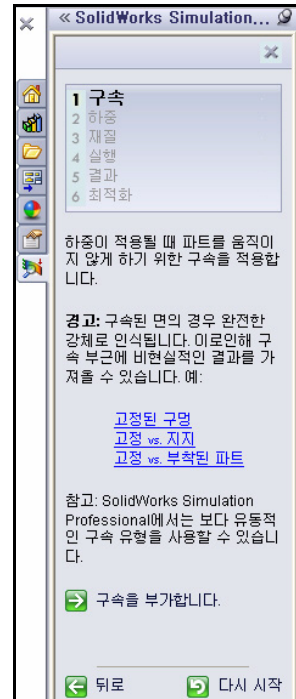 « SolidWorks Simulation...
1 구속
2 하중
3 재질
4 실행
5 결과
6 최적화
하중이 적용될 때 파트를 움직이
지 않게 하기 위한 구속을 적용합
니다.
경고: 구속된 면의 경우 완전한
강체로 인식됩니다. 이로인해 구
속 부근에 비현실적인 결과를 가
져올 수 있습니다. 예:
고정된 구멍
고정 vs. 지지
고정 vs. 부착된 파트
참고: SolidWorks Simulation
Professional에서는 보다 유동적
인 구속 유형을 사용할 수 있습니
다.
구속을 부가합니다.
뒤로 다시 시작